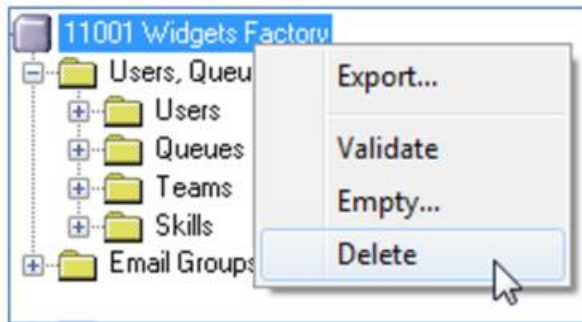 11001 Widgets Factory
Users, Queu
Export...
Users
Queues
Validate
Teams
Empty...
Skills
Delete
Email Groups